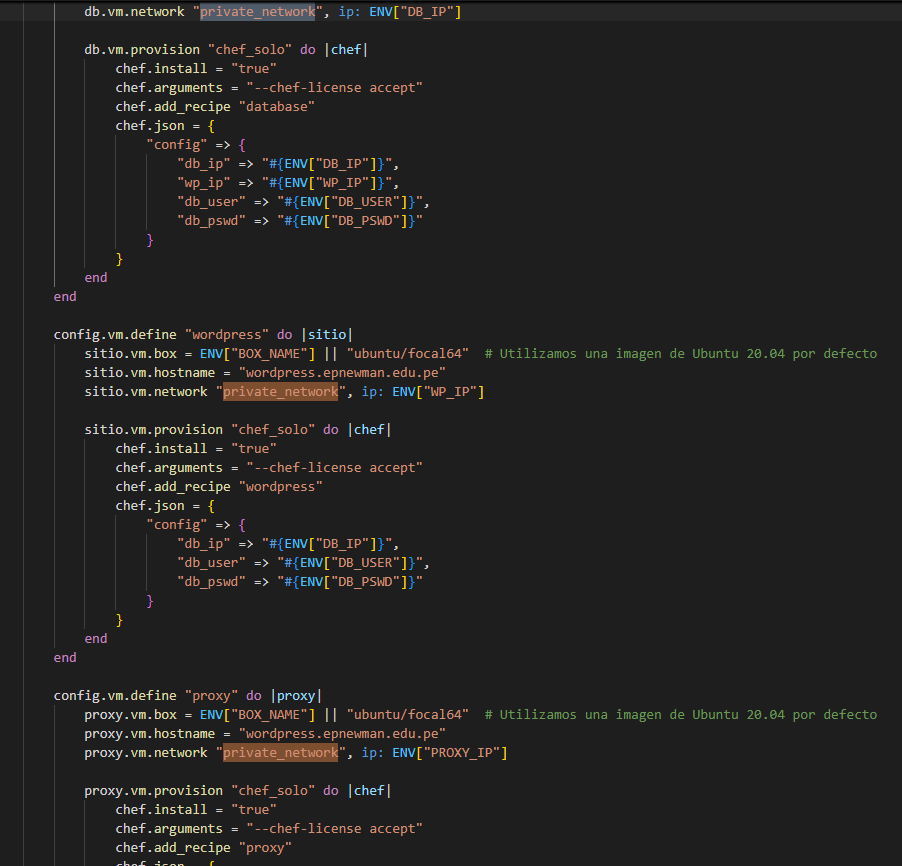 db.vm.network "private_network", ip: ENV["DB_IP"]
db.vm.provision "chef_solo" do |chef|
chef.install = "true"
chef.arguments = "--chef-license accept"
chef.add_recipe "database"
chef.json = {
"config" => {
"db_ip" => "#{ENV["DB_IP"]}",
"wp_ip" => "#{ENV["WP_IP"]}",
"db_user" => "#{ENV["DB_USER"]}",
"db_pswd" => "#{ENV["DB_PSWD"]}"
}
}
end
end
config.vm.define "wordpress" do |sitio|
sitio.vm.box = ENV["BOX_NAME"] || "ubuntu/focal64"  # Utilizamos una imagen de Ubuntu 20.04 por defecto
sitio.vm.hostname = "wordpress.epnewman.edu.pe"
sitio.vm.network "private_network", ip: ENV["WP_IP"]
sitio.vm.provision "chef_solo" do |chef|
chef.install = "true"
chef.arguments = "--chef-license accept"
chef.add_recipe "wordpress"
chef.json = {
"config" => {
"db_ip" => "#{ENV["DB_IP"]}",
"db_user" => "#{ENV["DB_USER"]}",
"db_pswd" => "#{ENV["DB_PSWD"]}"
}
}
end
end
config.vm.define "proxy" do |proxy|
proxy.vm.box = ENV["BOX_NAME"] || "ubuntu/focal64"  # Utilizamos una imagen de Ubuntu 20.04 por defecto
proxy.vm.hostname = "wordpress.epnewman.edu.pe"
proxy.vm.network "private_network", ip: ENV["PROXY_IP"]
proxy.vm.provision "chef_solo" do |chef|
chef.install = "true"
chef.arguments = "--chef-license accept"
chef.add_recipe "proxy"
chef.json = {